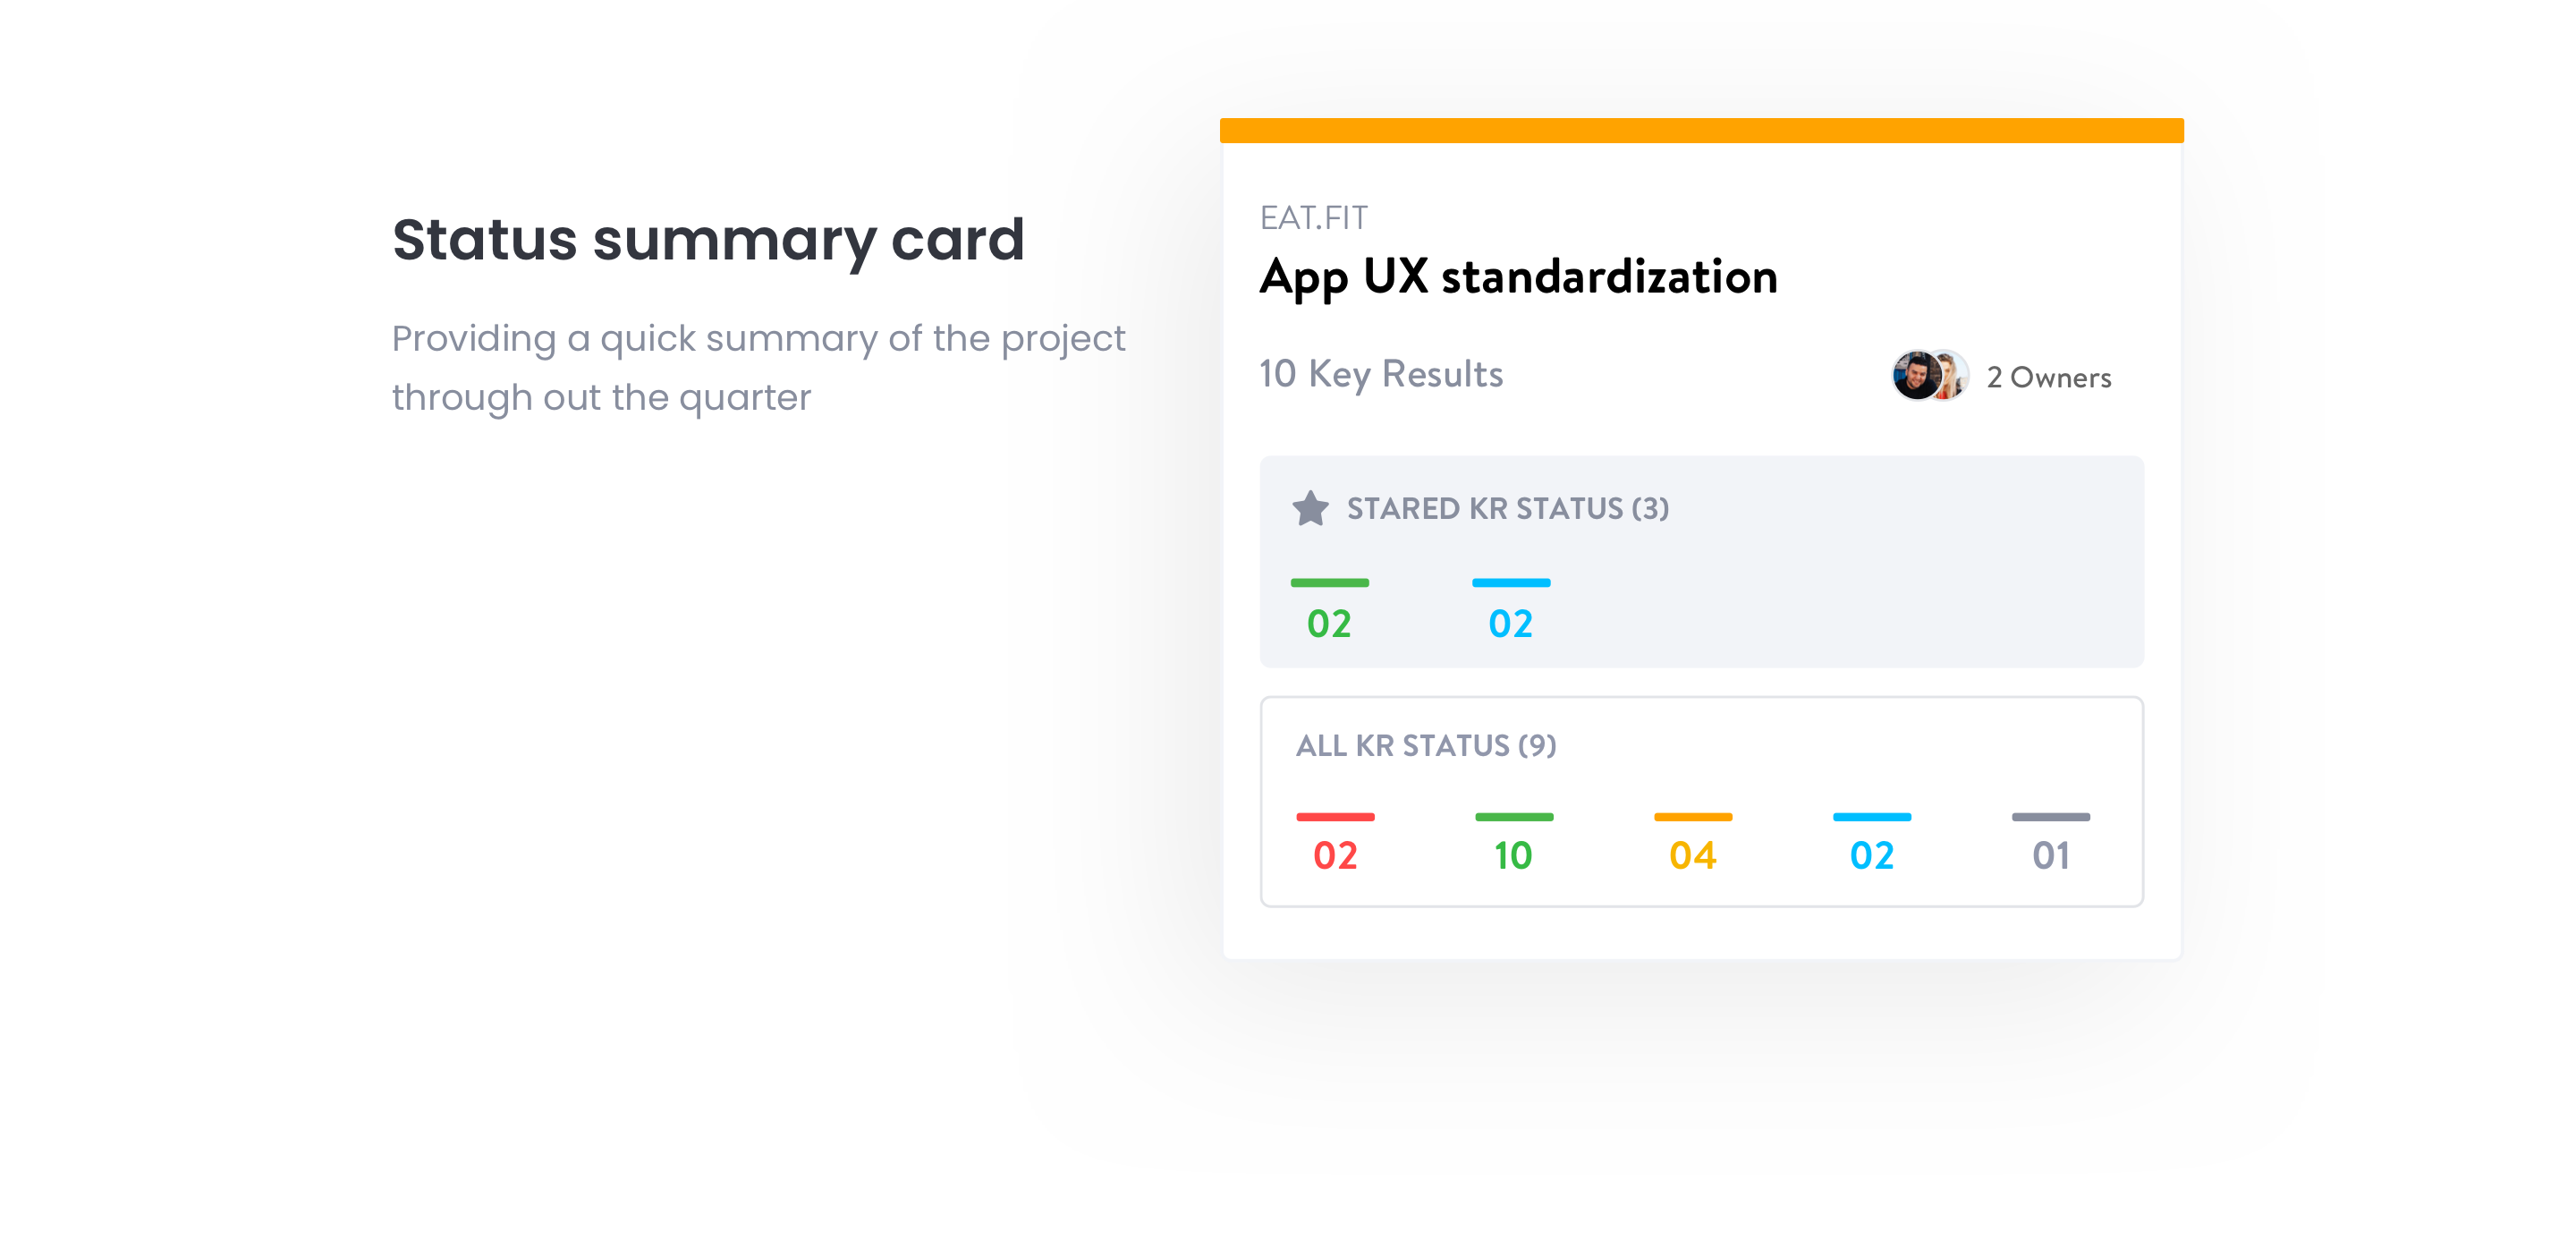 Status summary card
Providing a quick summary of the project
through out the quarter
EAT.FIT
App UX standardization
10 Key Results
2 Owners
STARED KR STATUS (3)
02 02
ALL KR STATUS (9)
02 10 04 02 01